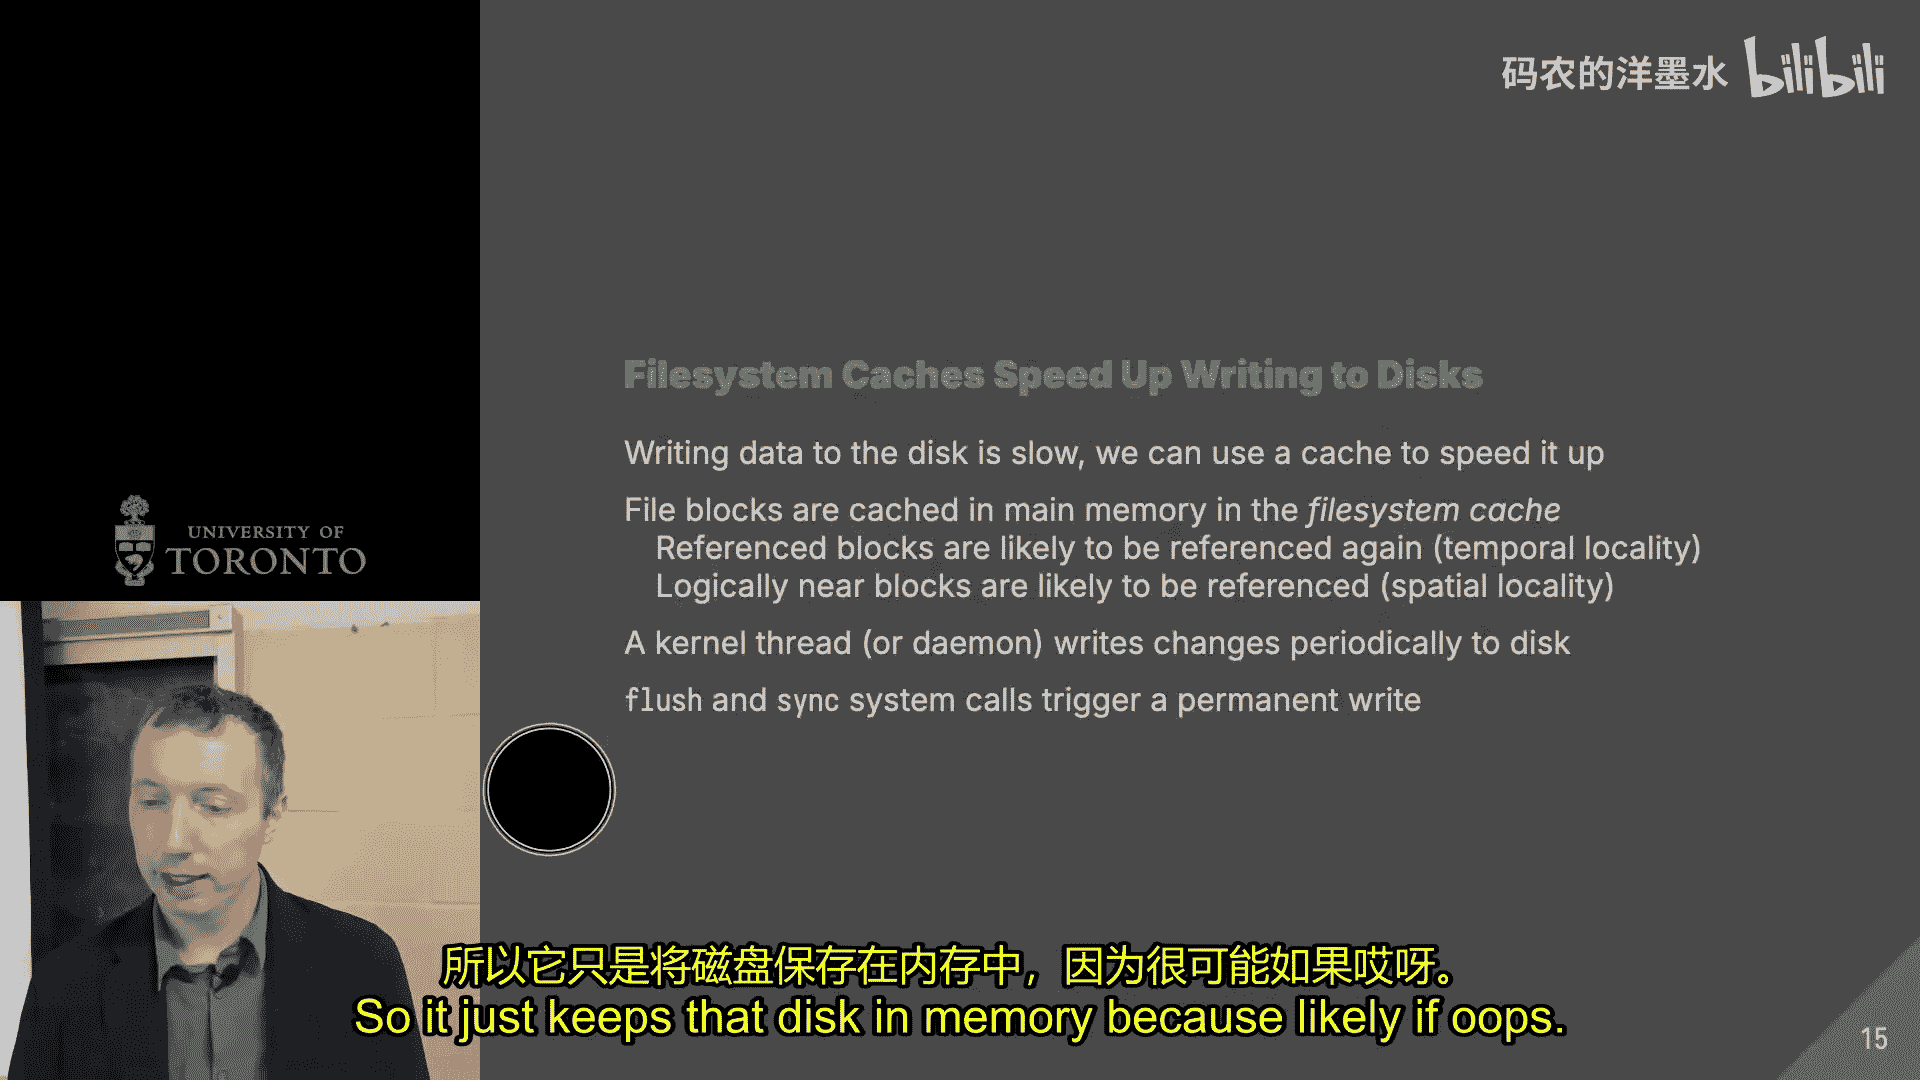 码农的洋墨水 bilibili
Filesystem Caches Speed Up Writing to Disks
Writing data to the disk is slow, we can use a cache to speed it up
File blocks are cached in main memory in the filesystem cache
Referenced blocks are likely to be referenced again (temporal locality)
Logically near blocks are likely to be referenced (spatial locality)
A kernel thread (or daemon) writes changes periodically to disk
flush and sync system calls trigger a permanent write
UNIVERSITY OF
TORONTO
所以它只是将磁盘保存在内存中，因为很可能如果哎呀。
So it just keeps that disk in memory because likely if oops.
15